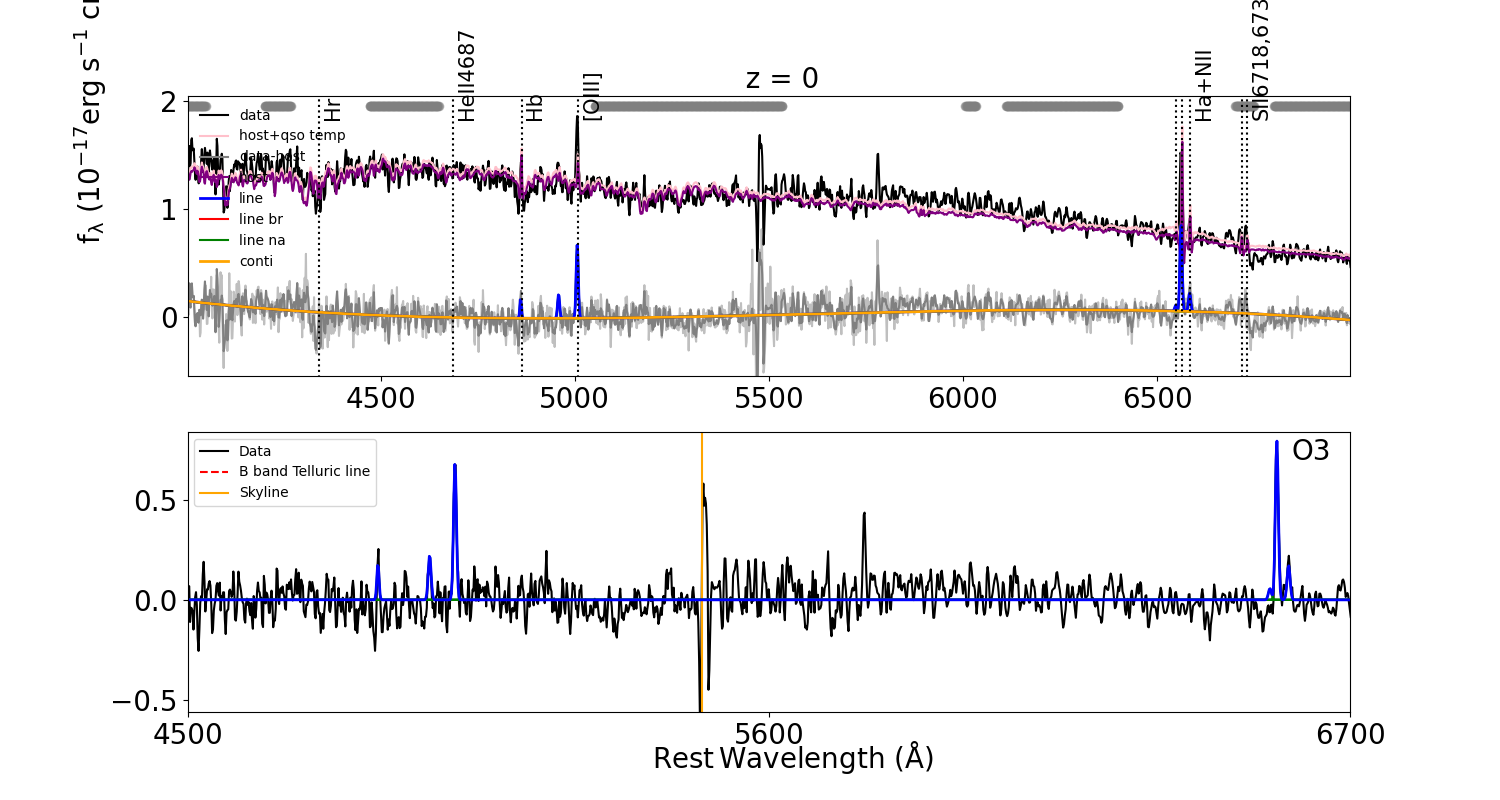 z = 0
f_λ (10^−17 erg s^−1 c
Hr
HeII4687
Hb
[OIII]
Ha+NII
SII6718,673
2
1
0
data
host+qso temp
data-host
line
line br
line na
conti
4500 5000 5500 6000 6500
O3
Data
B band Telluric line
Skyline
0.5
0.0
−0.5
4500 5600 6700
Rest Wavelength (Å)